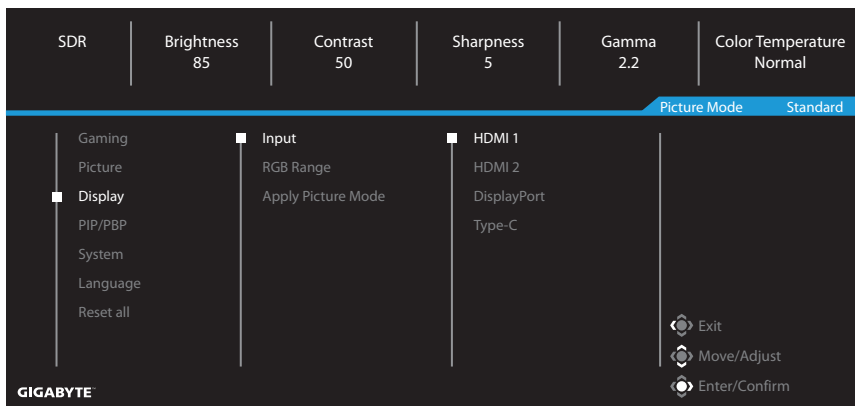 SDR Brightness Contrast Sharpness Gamma Color Temperature
85 50 5 2.2 Normal
Picture Mode Standard
Gaming Input HDMI 1
Picture RGB Range HDMI 2
Display Apply Picture Mode DisplayPort
PIP/PBP Type-C
System
Language
Reset all
Exit
Move/Adjust
Enter/Confirm
GIGABYTE™